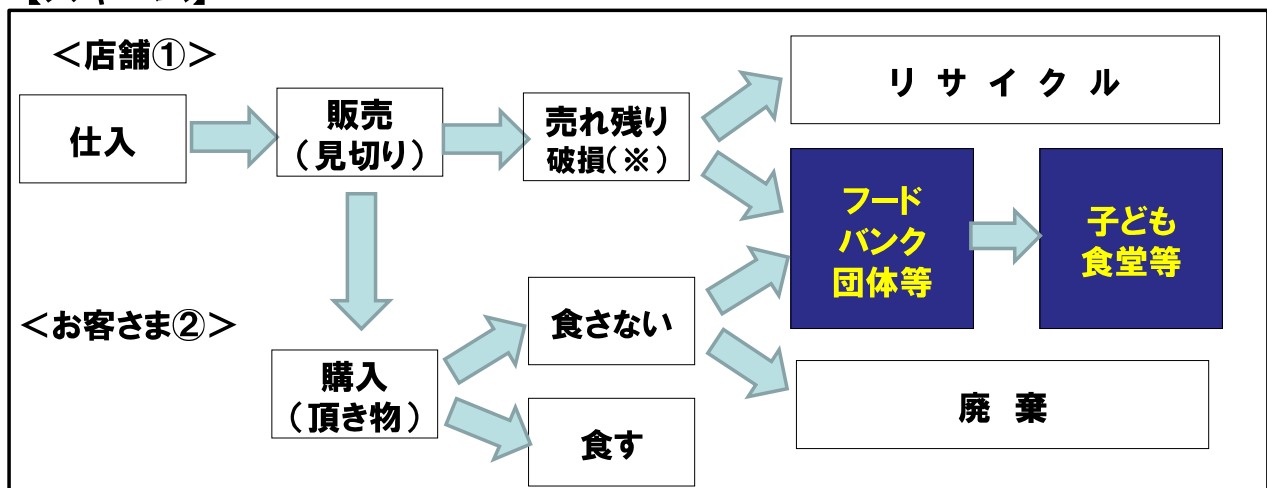 ＜店舗①＞
仕入
販売
（見切り）
売れ残り
破損(※)
リサイクル
フード
バンク
団体等
子ども
食堂等
＜お客さま②＞
購入
（頂き物）
食さない
食す
廃棄